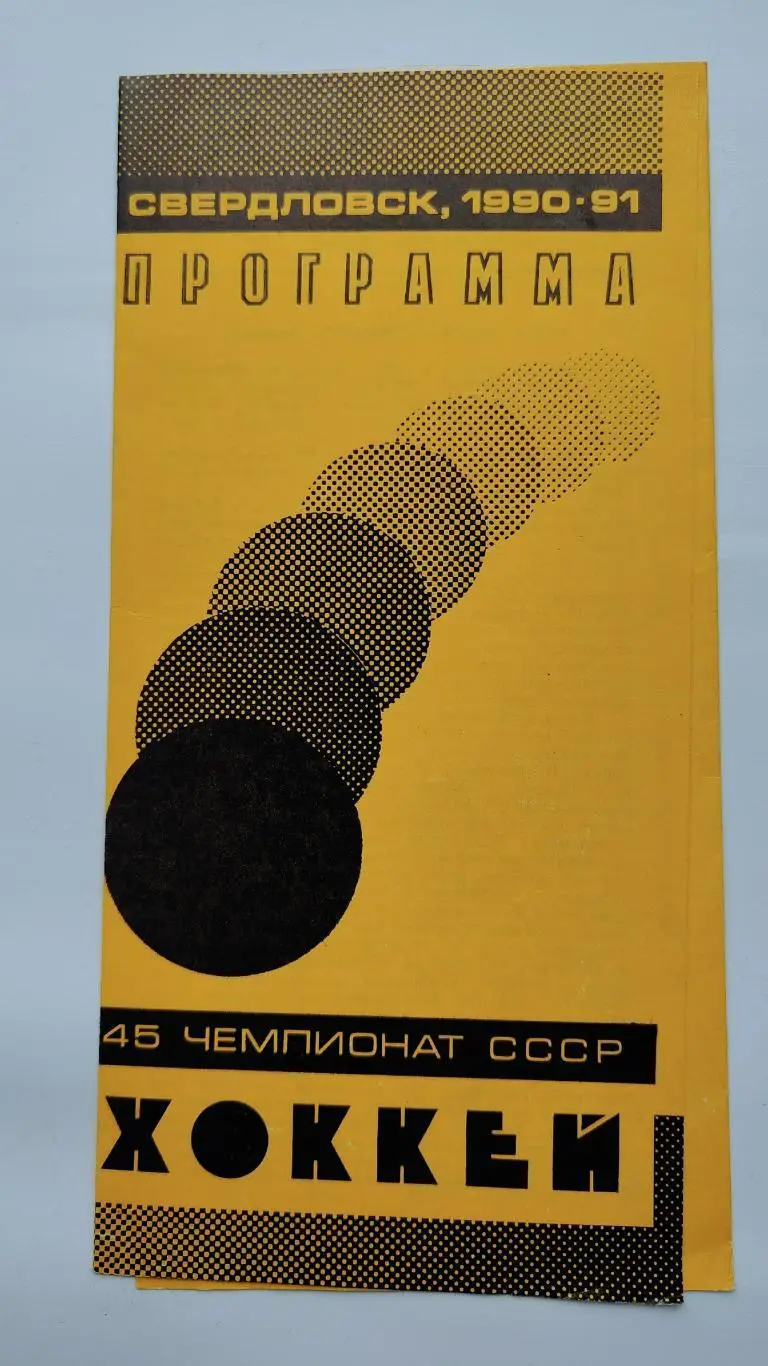 СВЕРДЛОВСК, 1990·91
ПРОГРАММА
45 ЧЕМПИОНАТ СССР
ХОККЕЙ